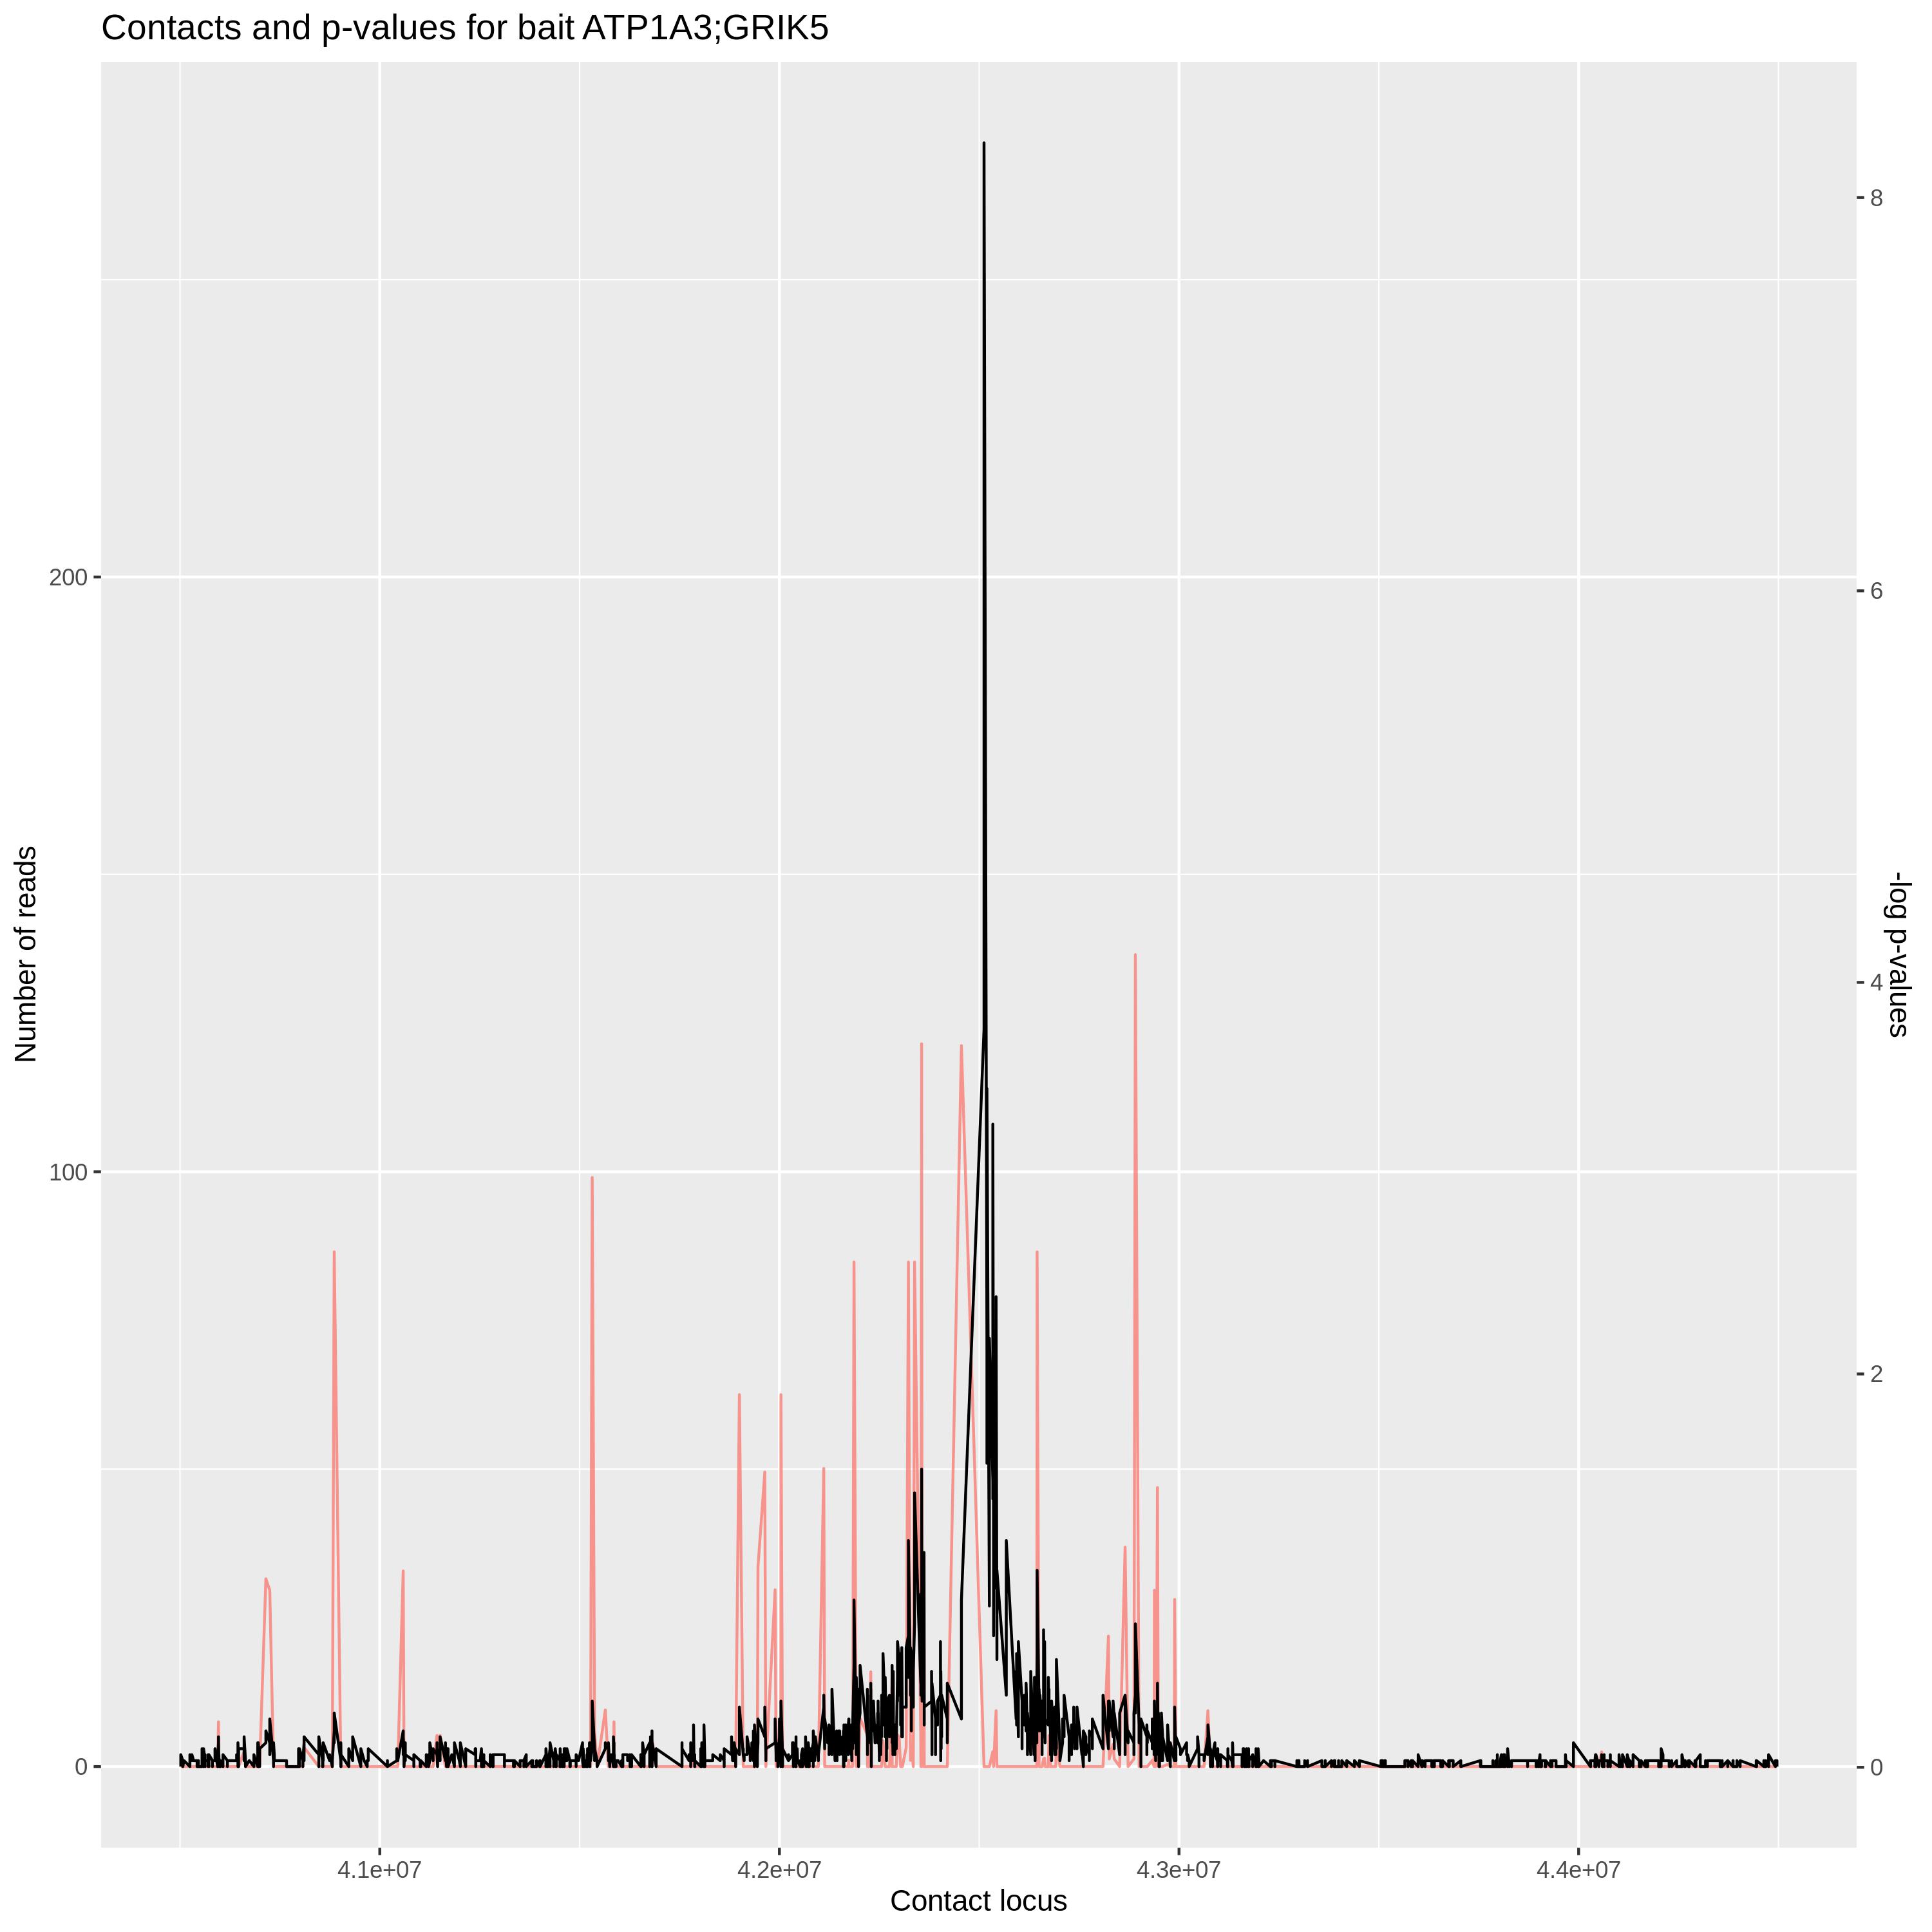 Contacts and p-values for bait ATP1A3;GRIK5
Number of reads
200
100
0
8
6
4
2
0
-log p-values
4.1e+07
4.2e+07
4.3e+07
4.4e+07
Contact locus